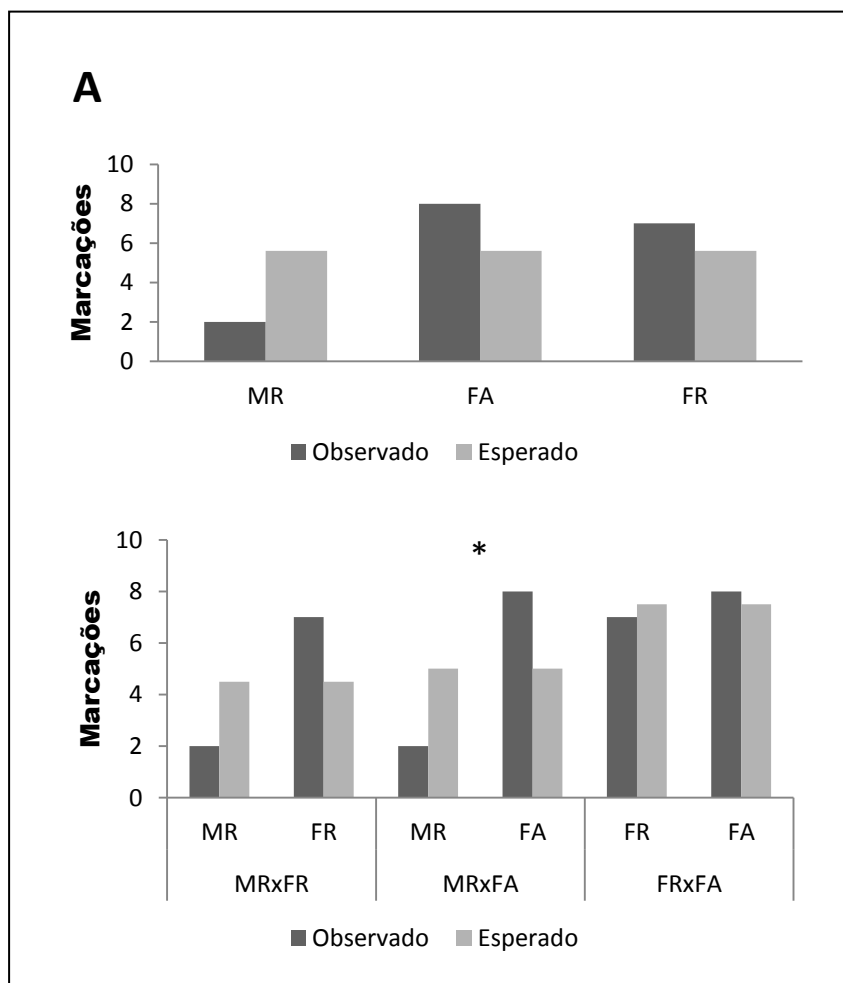 A
Marcações
10
8
6
4
2
0
MR FA FR
Observado Esperado
Marcações
10
8
6
4
2
0
*
MR FR MR FA FR FA
MRxFR MRxFA FRxFA
Observado Esperado